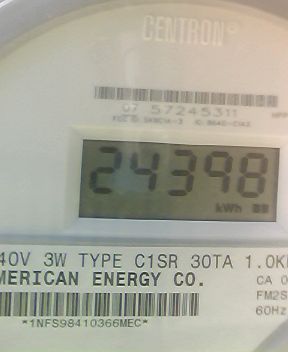 CENTRON®
07 57245311
24398
kWh
40V 3W TYPE C1SR 30TA 1.0K
MERICAN ENERGY CO.
CA 0
FM2S
60Hz
*1NFS98410366MEC*